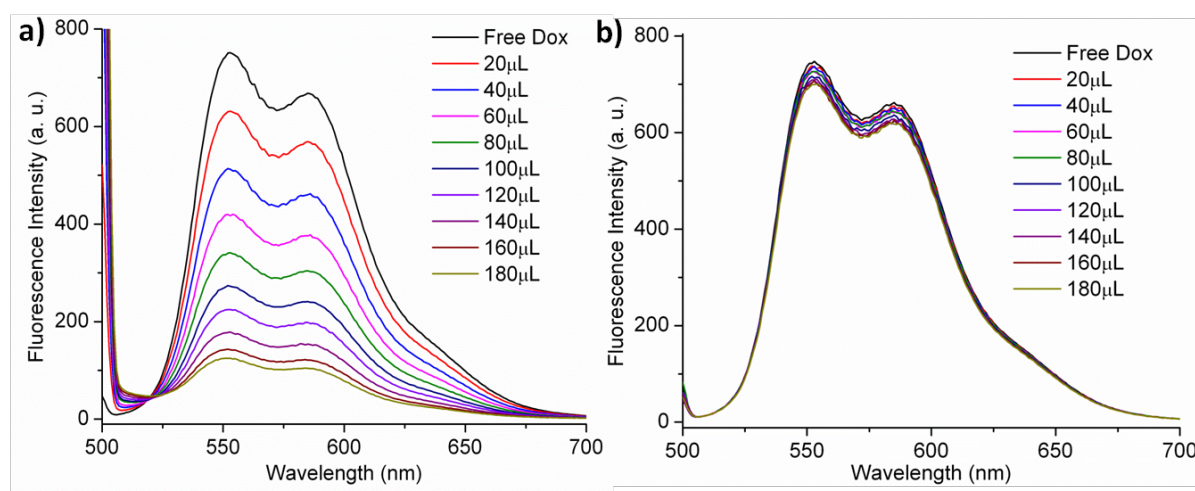 a)
800
600
400
200
0
Fluorescence Intensity (a. u.)
500 550 600 650 700
Wavelength (nm)
Free Dox
20µL
40µL
60µL
80µL
100µL
120µL
140µL
160µL
180µL
b)
800
600
400
200
0
Fluorescence Intensity (a. u.)
500 550 600 650 700
Wavelength (nm)
Free Dox
20µL
40µL
60µL
80µL
100µL
120µL
140µL
160µL
180µL